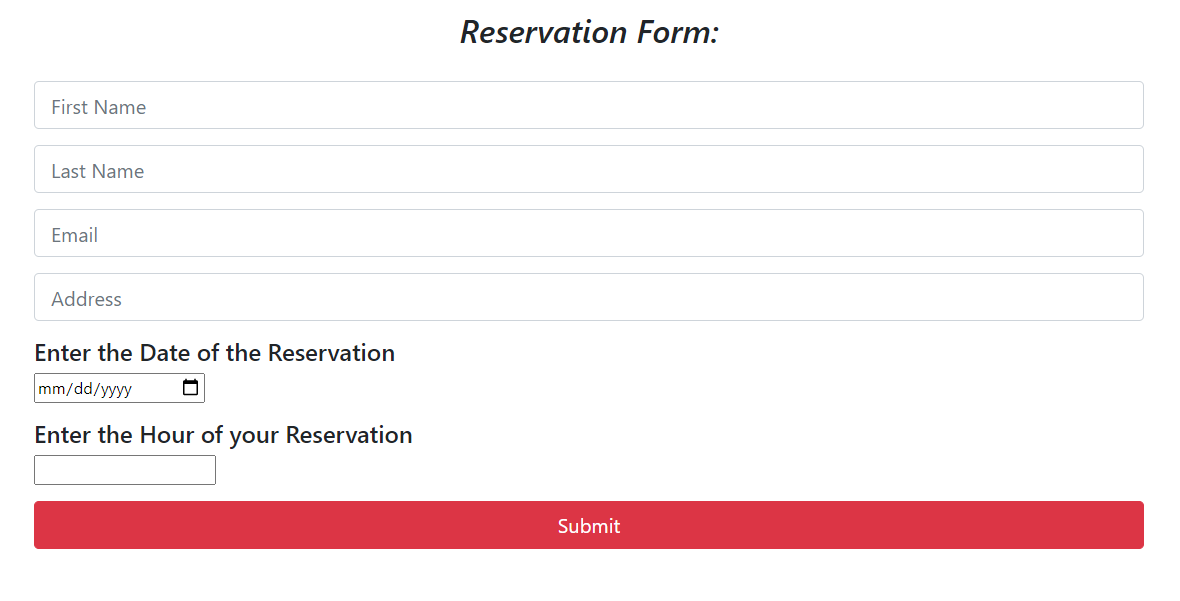 Reservation Form:
First Name
Last Name
Email
Address
Enter the Date of the Reservation
mm/dd/yyyy
Enter the Hour of your Reservation
Submit